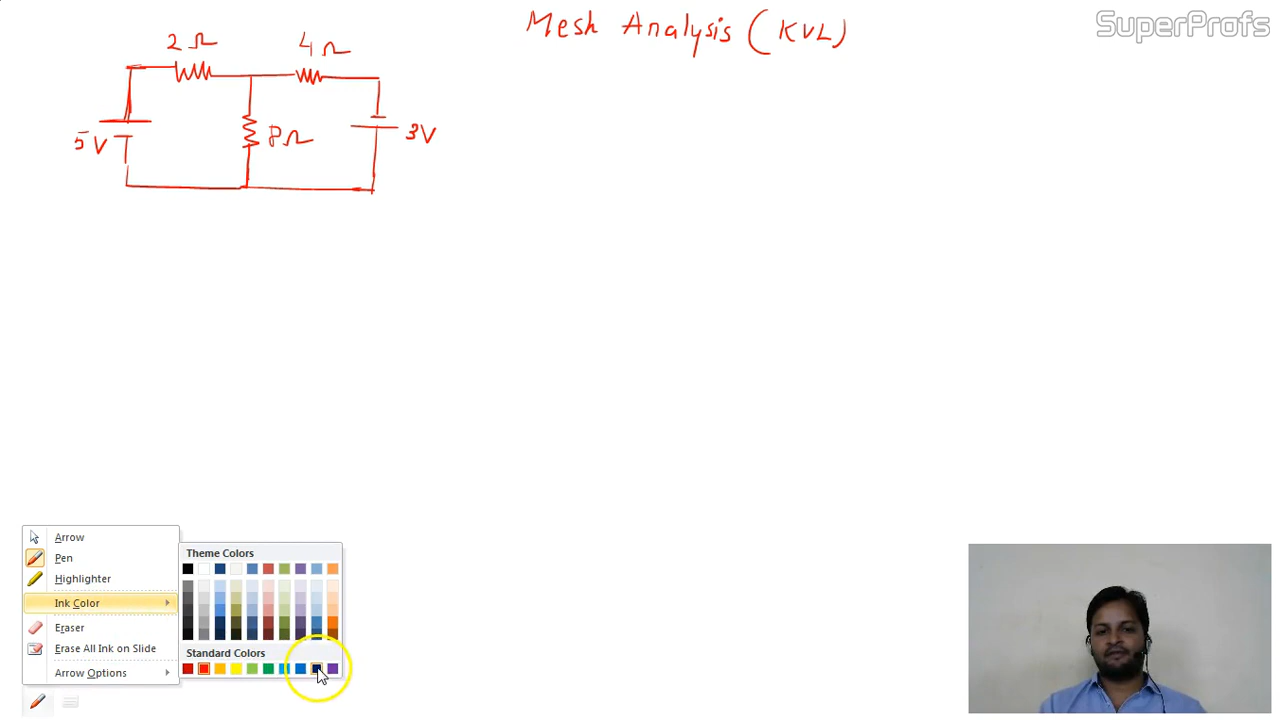 Mesh Analysis (KVL)
SuperProfs
2 Ω
4 Ω
5 V
8 Ω
3V
Arrow
Pen
Highlighter
Ink Color
Eraser
Erase All Ink on Slide
Arrow Options
Theme Colors
Standard Colors